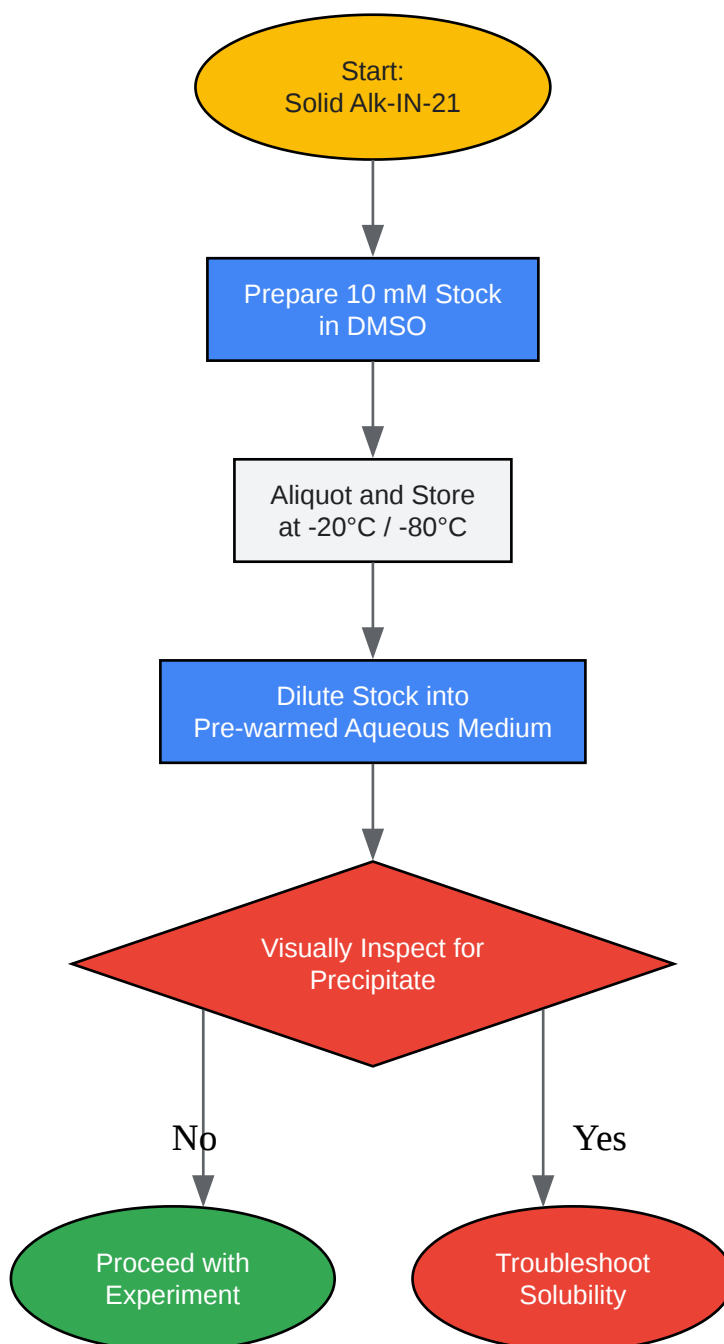 Start:
Solid Alk-IN-21
Prepare 10 mM Stock
in DMSO
Aliquot and Store
at -20°C / -80°C
Dilute Stock into
Pre-warmed Aqueous Medium
Visually Inspect for
Precipitate
No
Yes
Proceed with
Experiment
Troubleshoot
Solubility